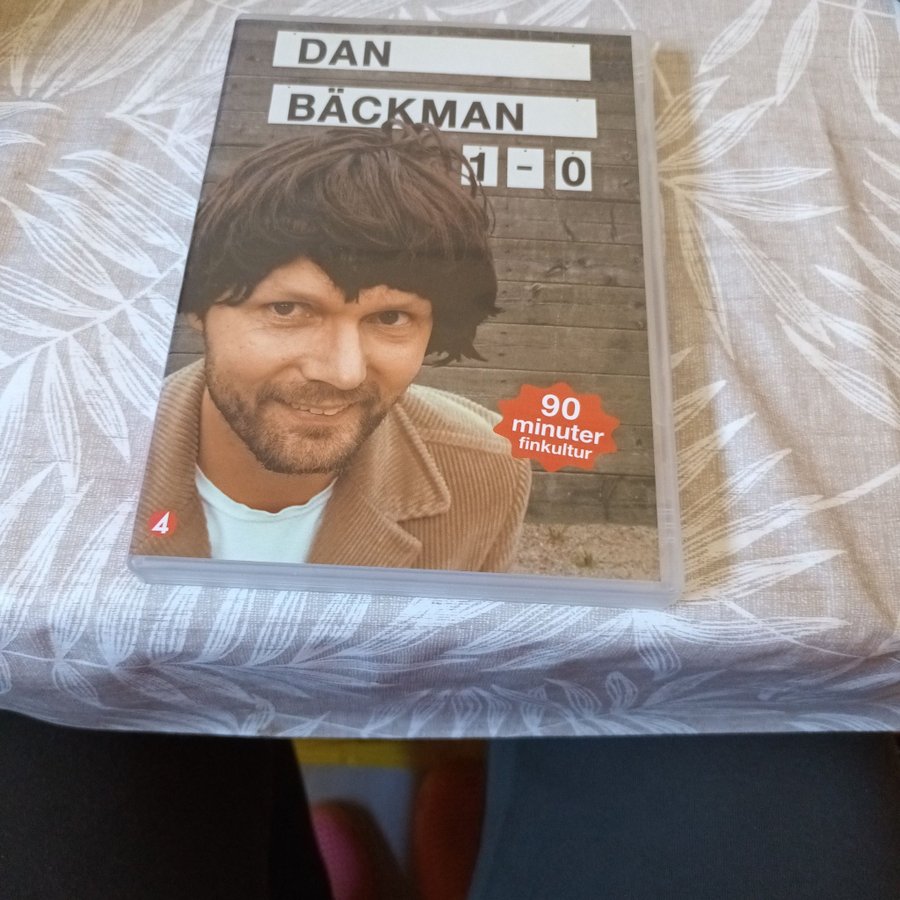 DAN
BÄCKMAN
1 - 0
90
minuter
finkultur
4